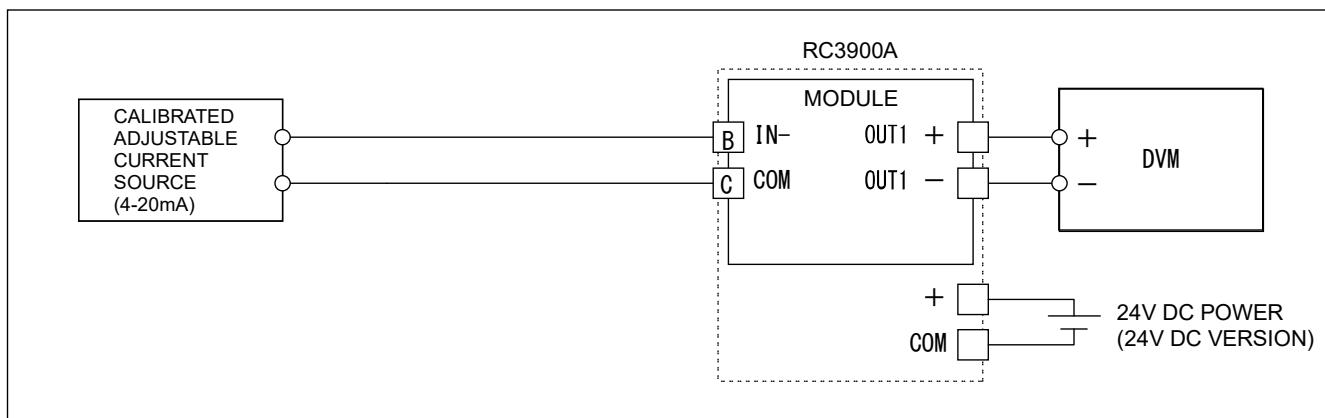 RC3900A
CALIBRATED
ADJUSTABLE
CURRENT
SOURCE
(4-20mA)
MODULE
B IN- OUT1 +
C COM OUT1 -
+
-
DVM
+
COM
24V DC POWER
(24V DC VERSION)